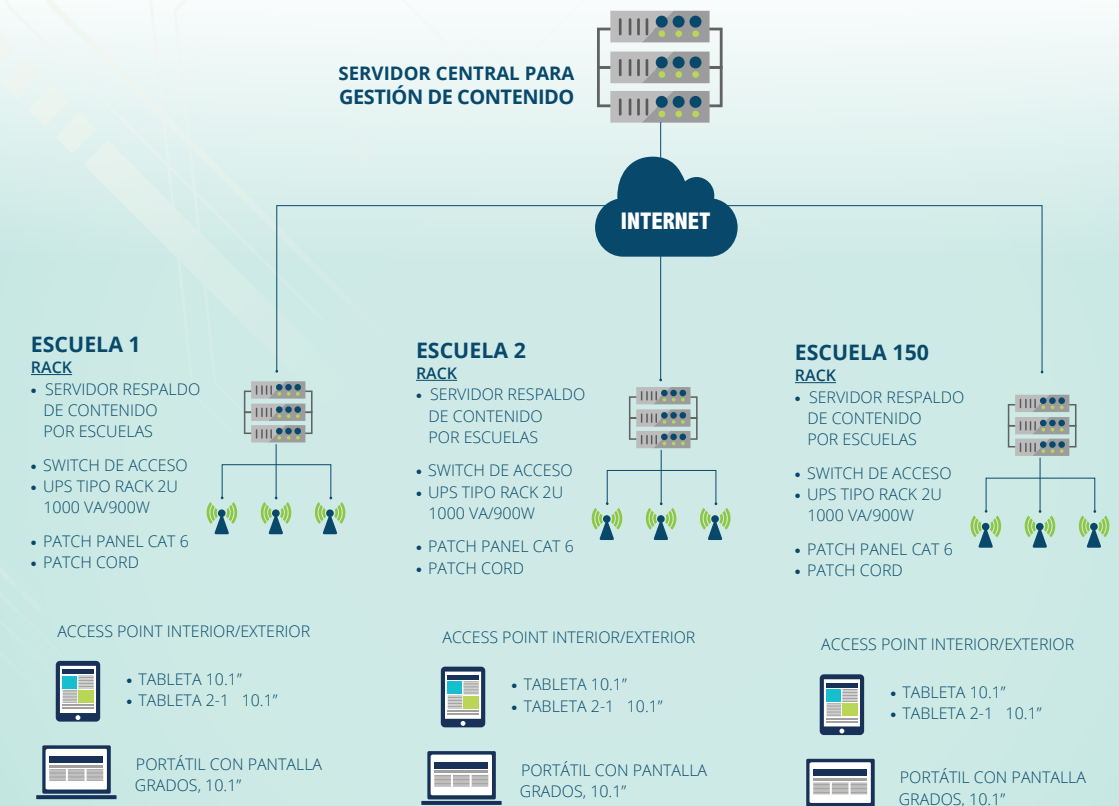 SERVIDOR CENTRAL PARA
GESTIÓN DE CONTENIDO
INTERNET
ESCUELA 1
RACK
• SERVIDOR RESPALDO
DE CONTENIDO
POR ESCUELAS
• SWITCH DE ACCESO
• UPS TIPO RACK 2U
1000 VA/900W
• PATCH PANEL CAT 6
• PATCH CORD
ACCESS POINT INTERIOR/EXTERIOR
• TABLETA 10.1”
• TABLETA 2-1 10.1”
PORTÁTIL CON PANTALLA
GRADOS, 10.1”
ESCUELA 2
RACK
• SERVIDOR RESPALDO
DE CONTENIDO
POR ESCUELAS
• SWITCH DE ACCESO
• UPS TIPO RACK 2U
1000 VA/900W
• PATCH PANEL CAT 6
• PATCH CORD
ACCESS POINT INTERIOR/EXTERIOR
• TABLETA 10.1”
• TABLETA 2-1 10.1”
PORTÁTIL CON PANTALLA
GRADOS, 10.1”
ESCUELA 150
RACK
• SERVIDOR RESPALDO
DE CONTENIDO
POR ESCUELAS
• SWITCH DE ACCESO
• UPS TIPO RACK 2U
1000 VA/900W
• PATCH PANEL CAT 6
• PATCH CORD
ACCESS POINT INTERIOR/EXTERIOR
• TABLETA 10.1”
• TABLETA 2-1 10.1”
PORTÁTIL CON PANTALLA
GRADOS, 10.1”